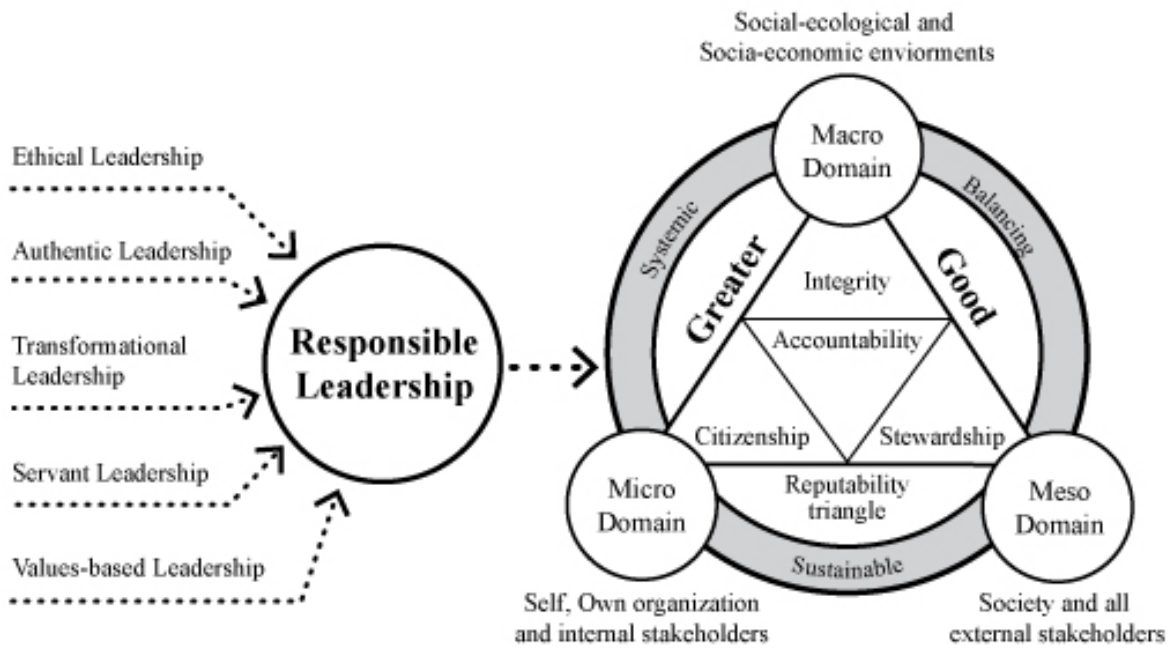 Social-ecological and
Socia-economic enviorments
Macro
Domain
Ethical Leadership
Authentic Leadership
Transformational
Leadership
Servant Leadership
Values-based Leadership
Responsible
Leadership
Systemic
Balancing
Greater
Good
Integrity
Accountability
Citizenship
Stewardship
Reputability
triangle
Micro
Domain
Meso
Domain
Sustainable
Self, Own organization
and internal stakeholders
Society and all
external stakeholders